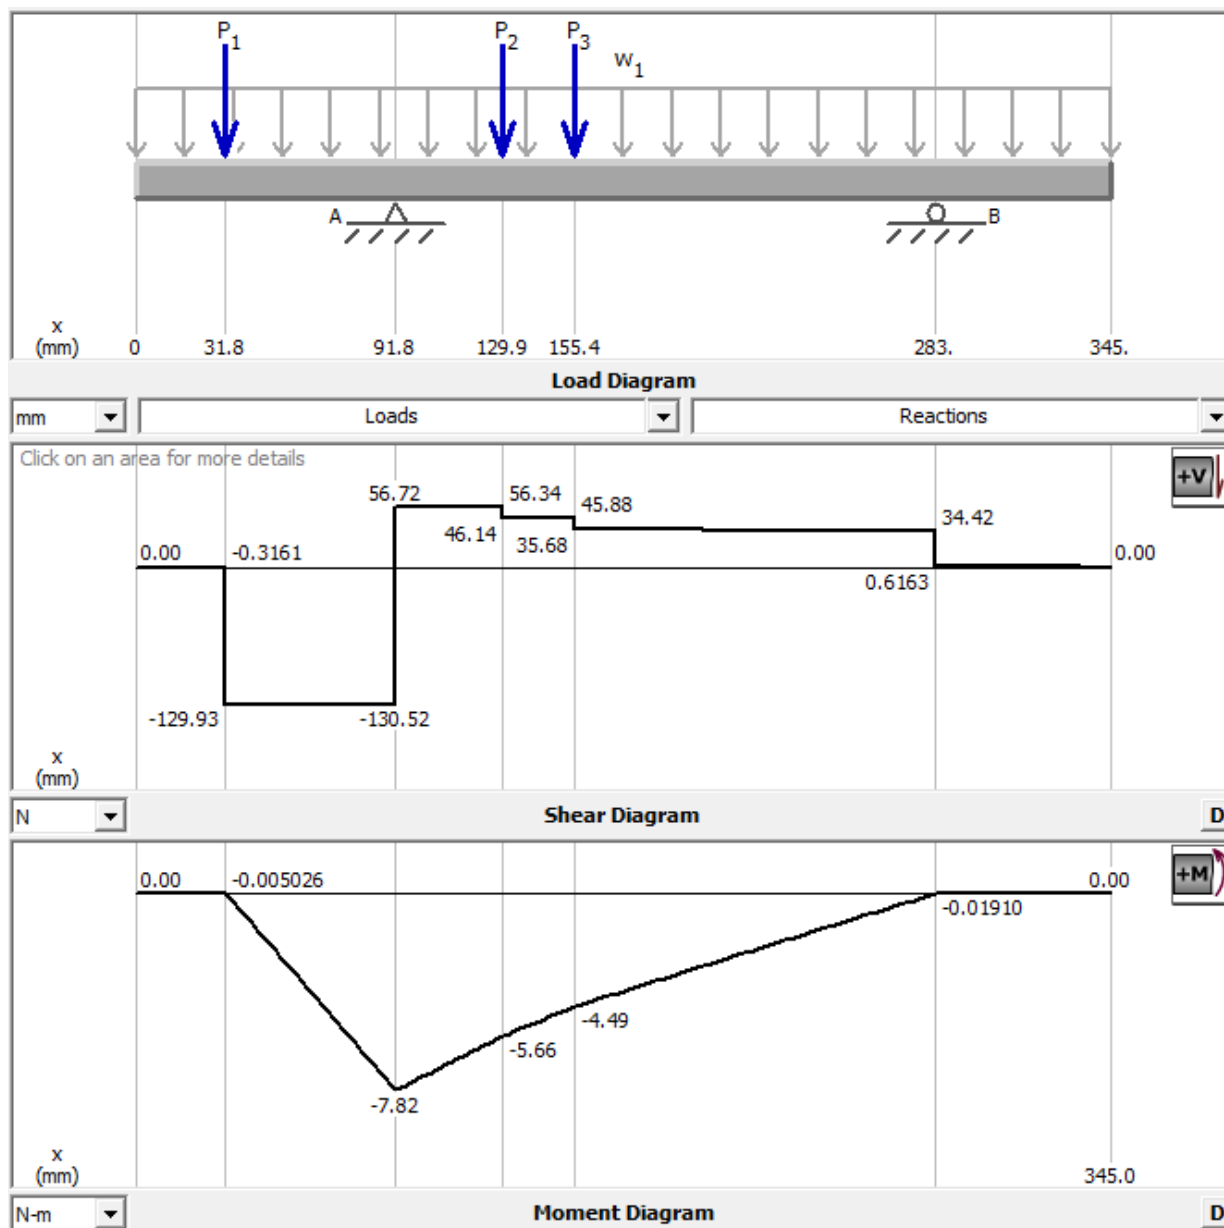 P1 P2 P3
w1
A B
x
(mm) 0 31.8 91.8 129.9 155.4 283. 345.
Load Diagram
mm Loads Reactions
Click on an area for more details
+V
56.72 56.34 45.88
34.42
46.14 35.68
0.00 -0.3161 0.00
0.6163
-129.93 -130.52
x
(mm)
N Shear Diagram D
+M
0.00 -0.005026 0.00
-0.01910
-4.49
-5.66
-7.82
x
(mm) 345.0
N-m Moment Diagram D